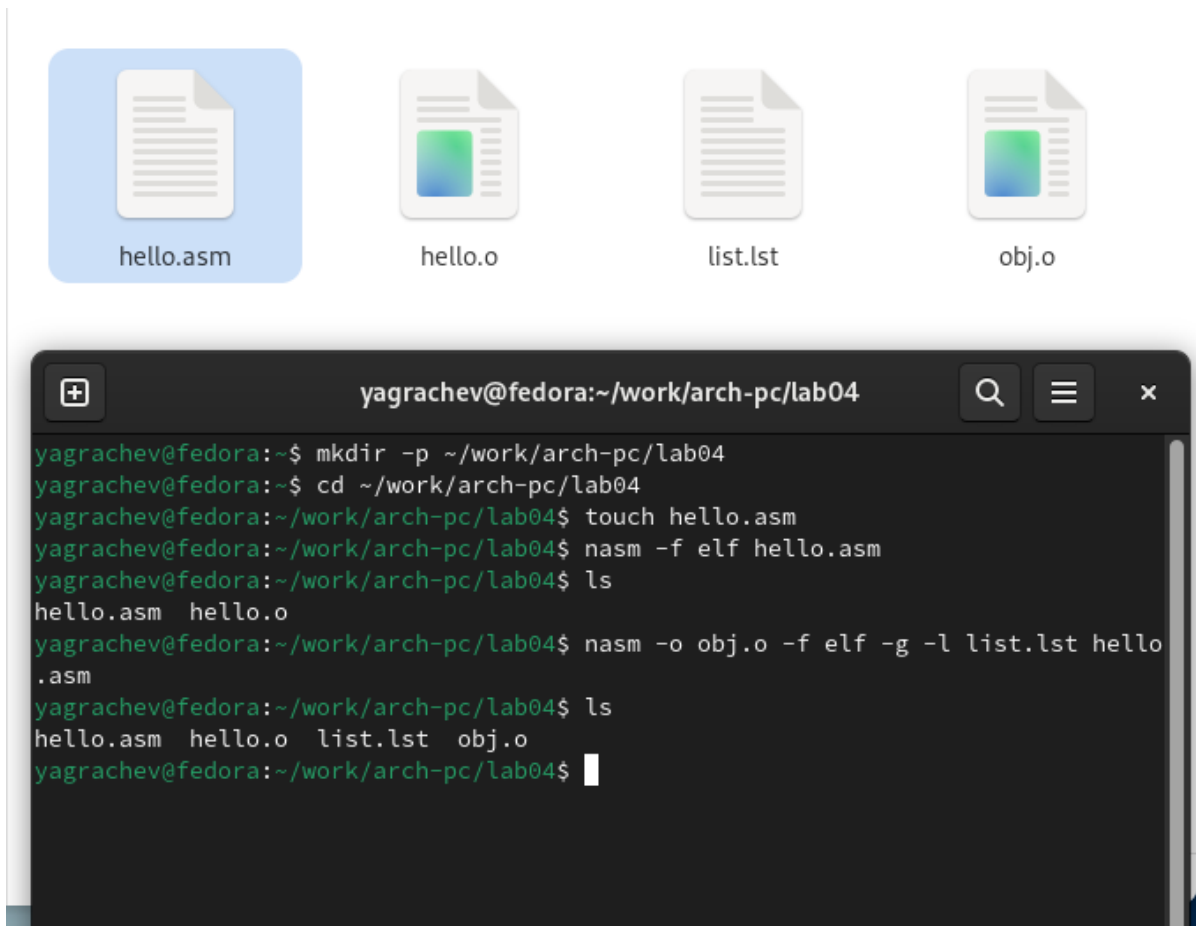 hello.asm hello.o list.lst obj.o
yagrachev@fedora:~/work/arch-pc/lab04
yagrachev@fedora:~$ mkdir -p ~/work/arch-pc/lab04
yagrachev@fedora:~$ cd ~/work/arch-pc/lab04
yagrachev@fedora:~/work/arch-pc/lab04$ touch hello.asm
yagrachev@fedora:~/work/arch-pc/lab04$ nasm -f elf hello.asm
yagrachev@fedora:~/work/arch-pc/lab04$ ls
hello.asm  hello.o
yagrachev@fedora:~/work/arch-pc/lab04$ nasm -o obj.o -f elf -g -l list.lst hello
.asm
yagrachev@fedora:~/work/arch-pc/lab04$ ls
hello.asm  hello.o  list.lst  obj.o
yagrachev@fedora:~/work/arch-pc/lab04$